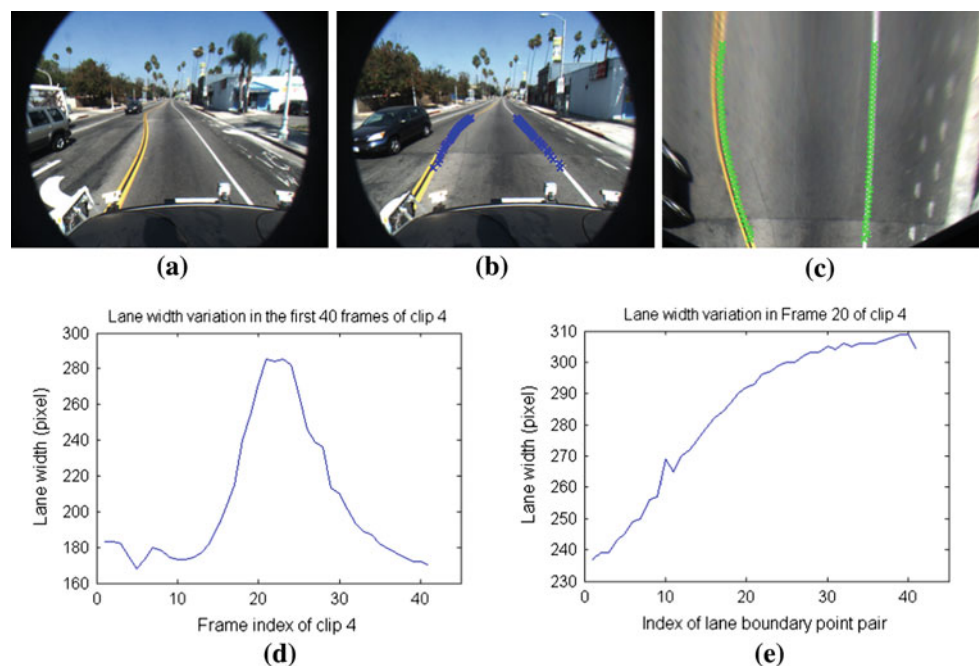 (a)
(b)
(c)
Lane width variation in the first 40 frames of clip 4
300
280
260
240
220
200
180
160
0
10
20
30
40
Lane width (pixel)
Frame index of clip 4
(d)
Lane width variation in Frame 20 of clip 4
310
300
290
280
270
260
250
240
230
0
10
20
30
40
Lane width (pixel)
Index of lane boundary point pair
(e)